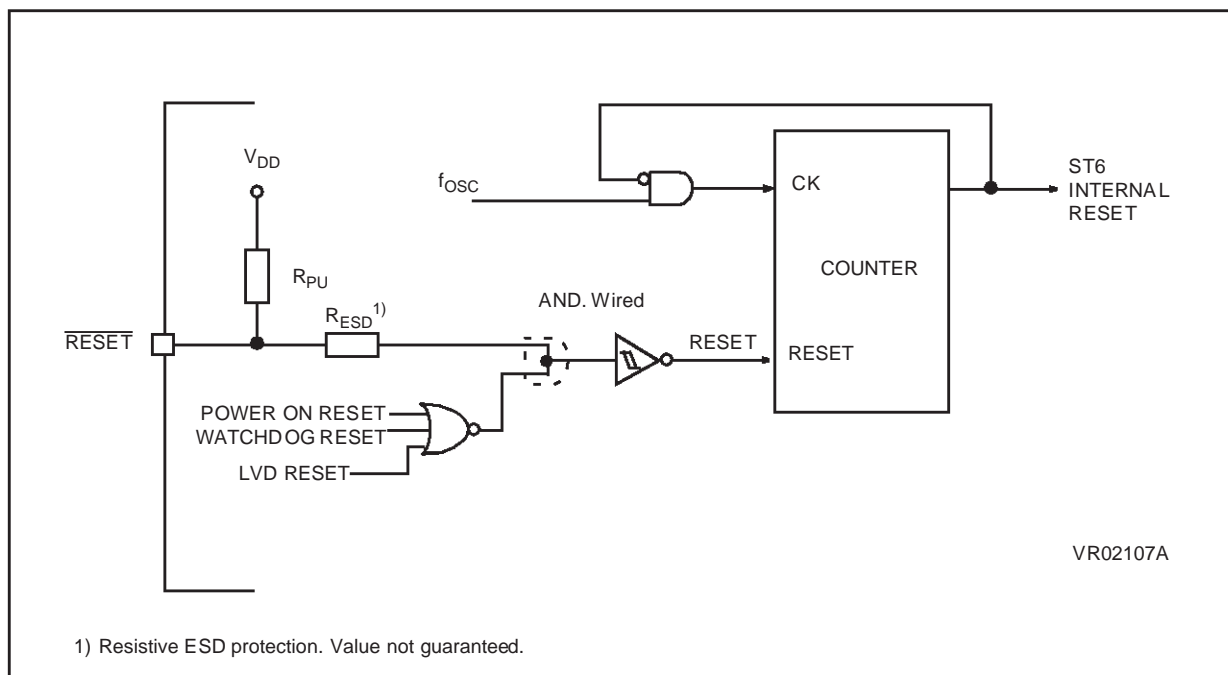 V_DD
f_OSC
CK
ST6
INTERNAL
RESET
COUNTER
R_PU
AND. Wired
R_ESD 1)
RESET
RESET
RESET
POWER ON RESET
WATCHDOG RESET
LVD RESET
VR02107A
1) Resistive ESD protection. Value not guaranteed.